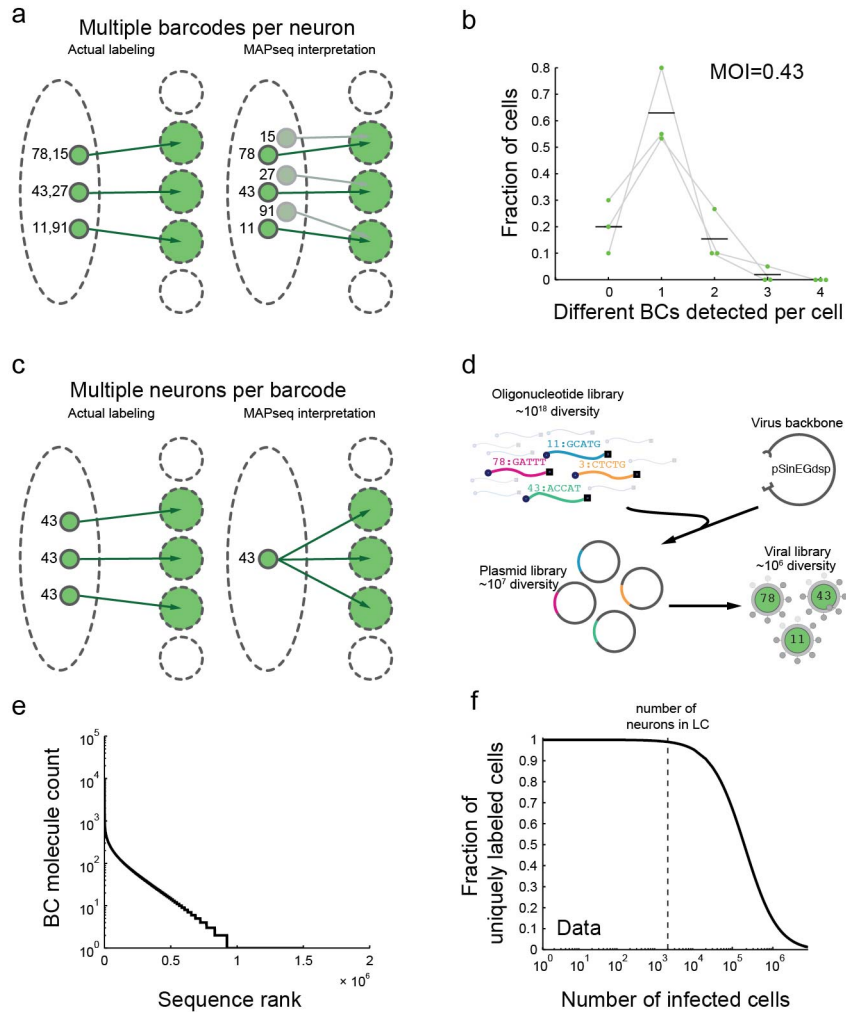 a
Multiple barcodes per neuron
Actual labeling
MAPseq interpretation
78,15
43,27
11,91
15
78
27
43
91
11
b
MOI=0.43
Fraction of cells
0.8
0.7
0.6
0.5
0.4
0.3
0.2
0.1
0
0 1 2 3 4
Different BCs detected per cell
c
Multiple neurons per barcode
Actual labeling
MAPseq interpretation
43
43
43
43
d
Oligonucleotide library
~10¹⁸ diversity
11:GCATG
78:GATTT
3:CTCTG
43:ACCAT
Virus backbone
pSinEGdsp
Plasmid library
~10⁷ diversity
Viral library
~10⁶ diversity
78
43
11
e
BC molecule count
10⁵
10⁴
10³
10²
10¹
10⁰
0 0.5 1 1.5 2
× 10⁶
Sequence rank
f
number of
neurons in LC
Fraction of
uniquely labeled cells
1
0.9
0.8
0.7
0.6
0.5
0.4
0.3
0.2
0.1
0
Data
10⁰ 10¹ 10² 10³ 10⁴ 10⁵ 10⁶
Number of infected cells